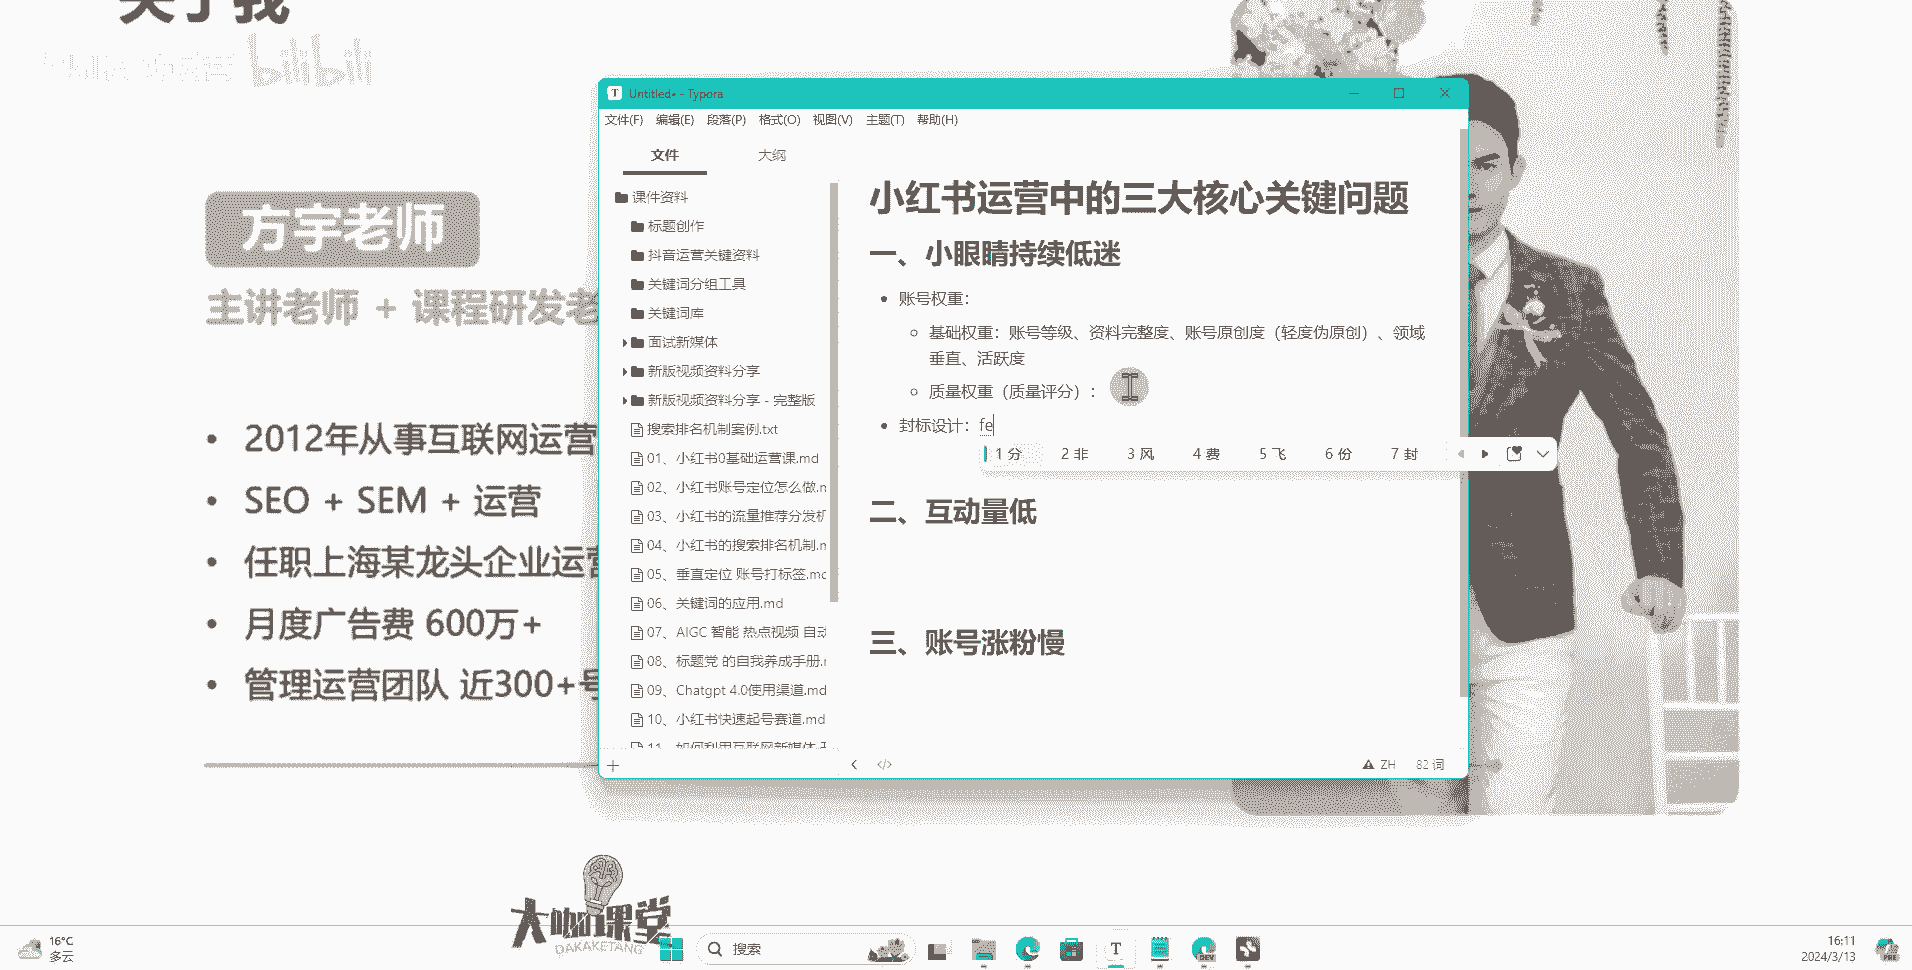 关于我
bilibili
方宇老师
主讲老师 + 课程研发老
• 2012年从事互联网运营
• SEO + SEM + 运营
• 任职上海某龙头企业运营
• 月度广告费 600万+
• 管理运营团队 近300+号
Untitled• - Typora
文件(F) 编辑(E) 段落(P) 格式(O) 视图(V) 主题(T) 帮助(H)
文件 大纲
课件资料
标题创作
抖音运营关键资料
关键词分组工具
关键词库
面试新媒体
新版视频资料分享
新版视频资料分享 - 完整版
搜索排名机制案例.txt
01、小红书0基础运营课.md
02、小红书账号定位怎么做.m
03、小红书的流量推荐分发机
04、小红书的搜索排名机制.m
05、垂直定位 账号打标签.md
06、关键词的应用.md
07、AIGC 智能 热点视频 自动
08、标题党 的自我养成手册.m
09、Chatgpt 4.0使用渠道.md
10、小红书快速起号赛道.md
11、如何利用互联网新媒体
小红书运营中的三大核心关键问题
一、小眼睛持续低迷
• 账号权重：
基础权重：账号等级、资料完整度、账号原创度（轻度伪原创）、领域
垂直、活跃度
质量权重（质量评分）：
• 封标设计：fe
1 分 2 非 3 风 4 费 5 飞 6 份 7 封
二、互动量低
三、账号涨粉慢
</> ZH 82 词
大咖课堂
DAKAKETANG
16°C
多云
搜索
16:11
2024/3/13
DEV
PRE